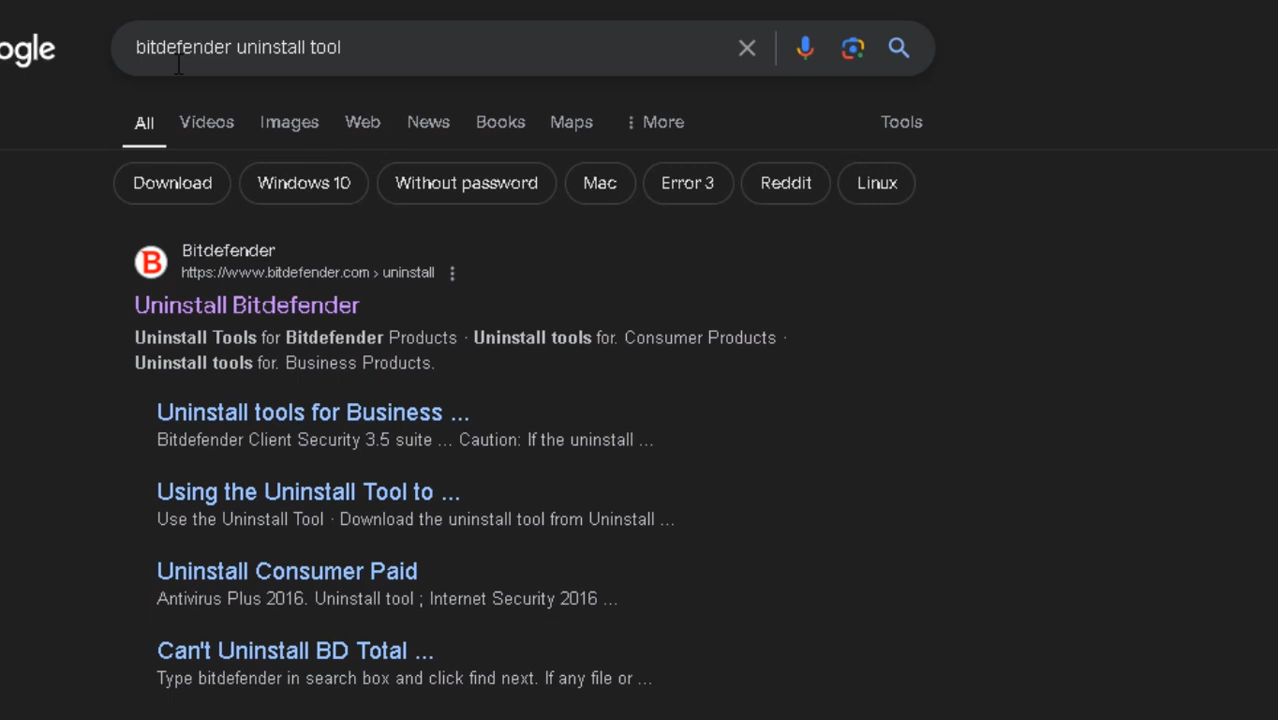 ogle
bitdefender uninstall tool
All Videos Images Web News Books Maps More Tools
Download Windows 10 Without password Mac Error 3 Reddit Linux
B
Bitdefender
https://www.bitdefender.com › uninstall
Uninstall Bitdefender
Uninstall Tools for Bitdefender Products · Uninstall tools for. Consumer Products ·
Uninstall tools for. Business Products.
Uninstall tools for Business ...
Bitdefender Client Security 3.5 suite ... Caution: If the uninstall ...
Using the Uninstall Tool to ...
Use the Uninstall Tool · Download the uninstall tool from Uninstall ...
Uninstall Consumer Paid
Antivirus Plus 2016. Uninstall tool ; Internet Security 2016 ...
Can't Uninstall BD Total ...
Type bitdefender in search box and click find next. If any file or ...